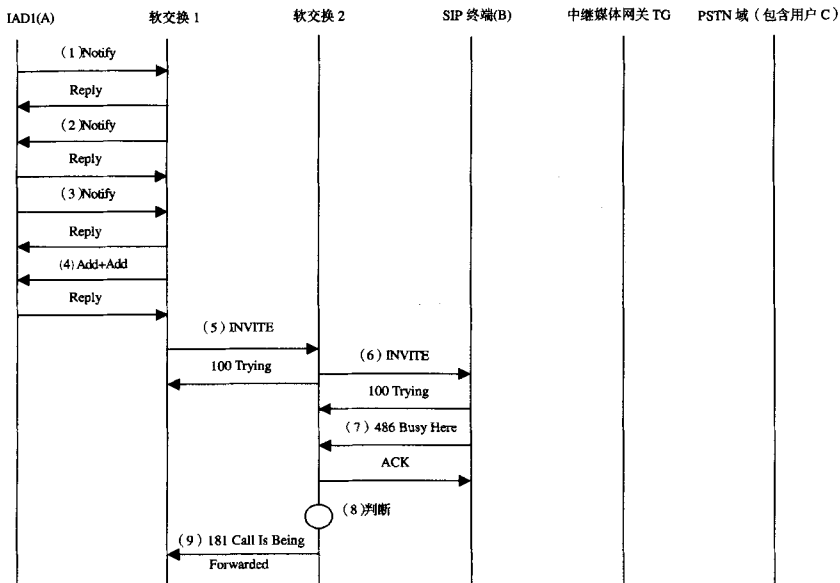 IAD1(A) 软交换 1 软交换 2 SIP 终端(B) 中继媒体网关 TG PSTN 域（包含用户 C）
（1）Notify
Reply
（2）Notify
Reply
（3）Notify
Reply
(4) Add+Add
Reply
（5）INVITE
100 Trying
（6）INVITE
100 Trying
（7）486 Busy Here
ACK
（8）判断
（9）181 Call Is Being
Forwarded